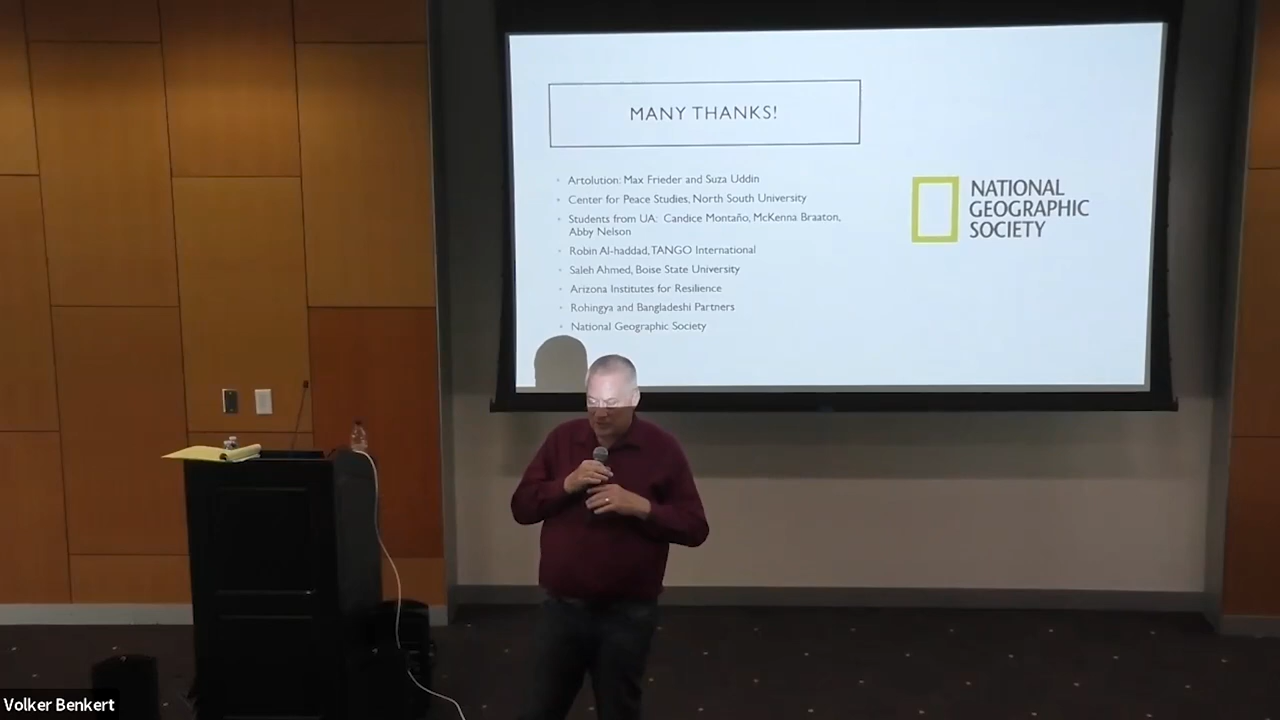 MANY THANKS!
Artolution: Max Frieder and Suza Uddin
Center for Peace Studies, North South University
Students from UA: Candice Montaño, McKenna Braaton,
Abby Nelson
Robin Al-haddad, TANGO International
Saleh Ahmed, Boise State University
Arizona Institutes for Resilience
Rohingya and Bangladeshi Partners
National Geographic Society
NATIONAL
GEOGRAPHIC
SOCIETY
Volker Benkert